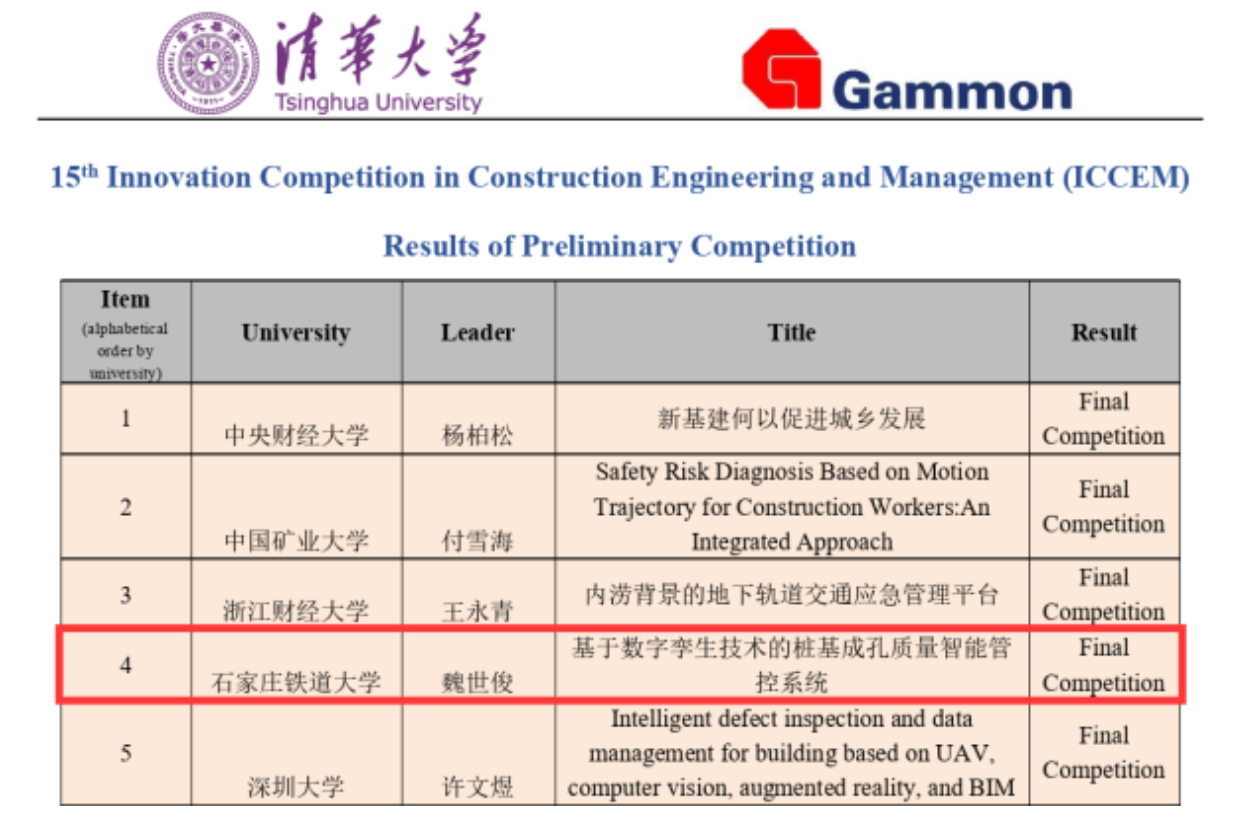 清華大学
Tsinghua University
Gammon
15th Innovation Competition in Construction Engineering and Management (ICCEM)
Results of Preliminary Competition
Item
(alphabetical
order by
university)
University
Leader
Title
Result
1
中央财经大学
杨柏松
新基建何以促进城乡发展
Final
Competition
2
中国矿业大学
付雪海
Safety Risk Diagnosis Based on Motion
Trajectory for Construction Workers:An
Integrated Approach
Final
Competition
3
浙江财经大学
王永青
内涝背景的地下轨道交通应急管理平台
Final
Competition
4
石家庄铁道大学
魏世俊
基于数字孪生技术的桩基成孔质量智能管
控系统
Final
Competition
5
深圳大学
许文煜
Intelligent defect inspection and data
management for building based on UAV,
computer vision, augmented reality, and BIM
Final
Competition